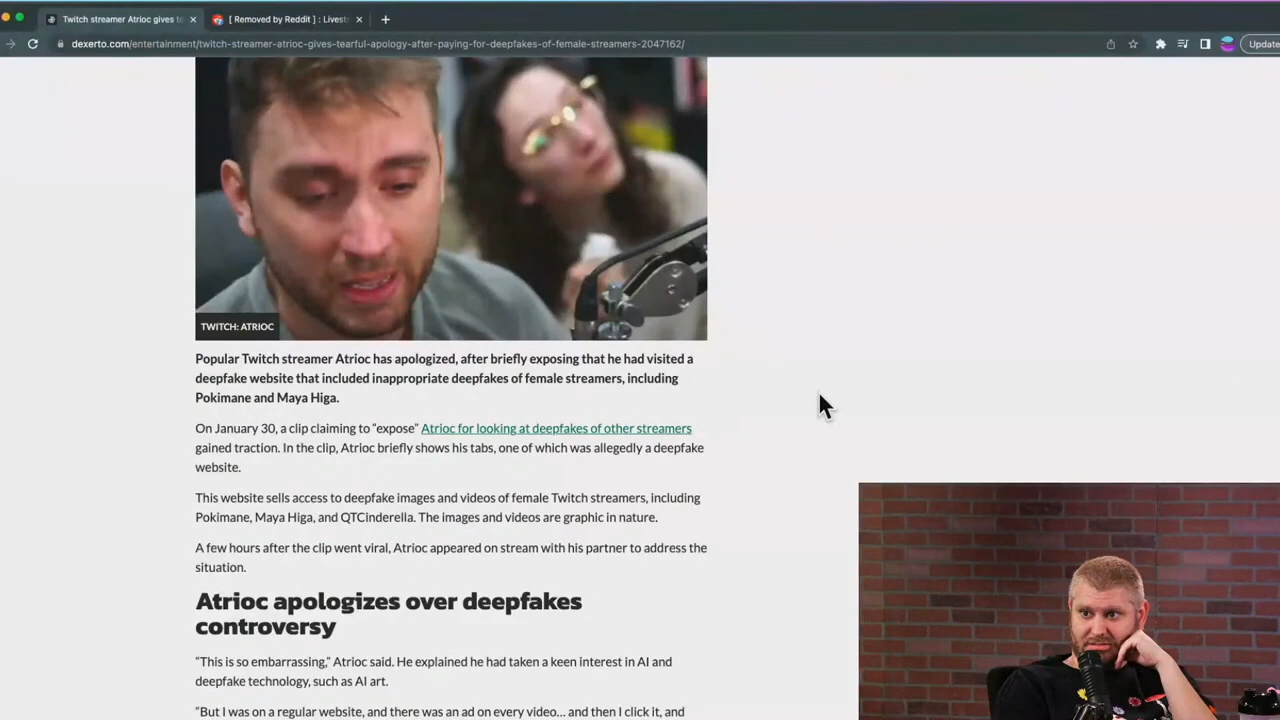 Twitch streamer Atrioc gives t
[ Removed by Reddit ] : Livest
dexerto.com/entertainment/twitch-streamer-atrioc-gives-tearful-apology-after-paying-for-deepfakes-of-female-streamers-2047162/
Update
TWITCH: ATRIOC
Popular Twitch streamer Atrioc has apologized, after briefly exposing that he had visited a
deepfake website that included inappropriate deepfakes of female streamers, including
Pokimane and Maya Higa.
On January 30, a clip claiming to “expose” Atrioc for looking at deepfakes of other streamers
gained traction. In the clip, Atrioc briefly shows his tabs, one of which was allegedly a deepfake
website.
This website sells access to deepfake images and videos of female Twitch streamers, including
Pokimane, Maya Higa, and QTCinderella. The images and videos are graphic in nature.
A few hours after the clip went viral, Atrioc appeared on stream with his partner to address the
situation.
Atrioc apologizes over deepfakes
controversy
“This is so embarrassing,” Atrioc said. He explained he had taken a keen interest in AI and
deepfake technology, such as AI art.
“But I was on a regular website, and there was an ad on every video… and then I click it, and